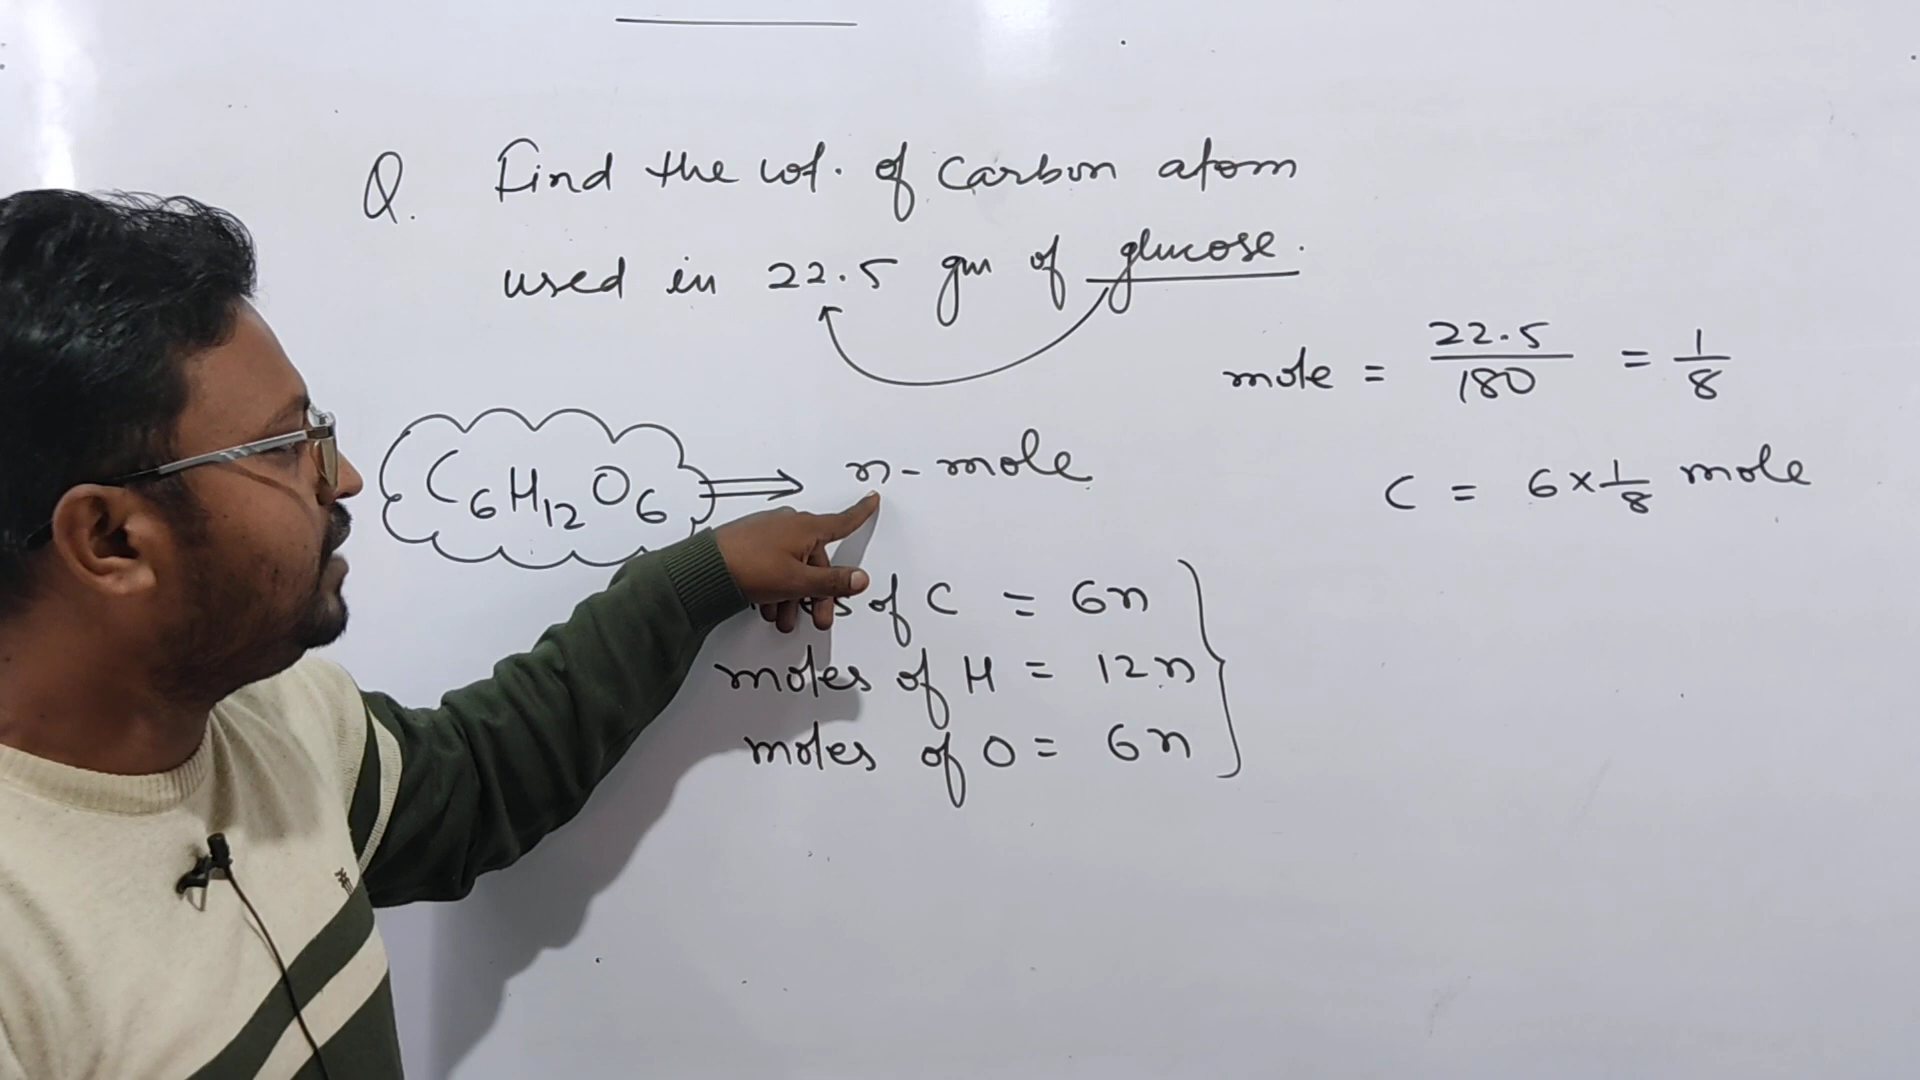 Q. Find the wt. of Carbon atom
used in 22.5 gm of glucose.
mole = 22.5/180 = 1/8
C6H12O6 ⇒ n-mole
C = 6×1/8 mole
of C = 6n
moles of H = 12n
moles of O = 6n